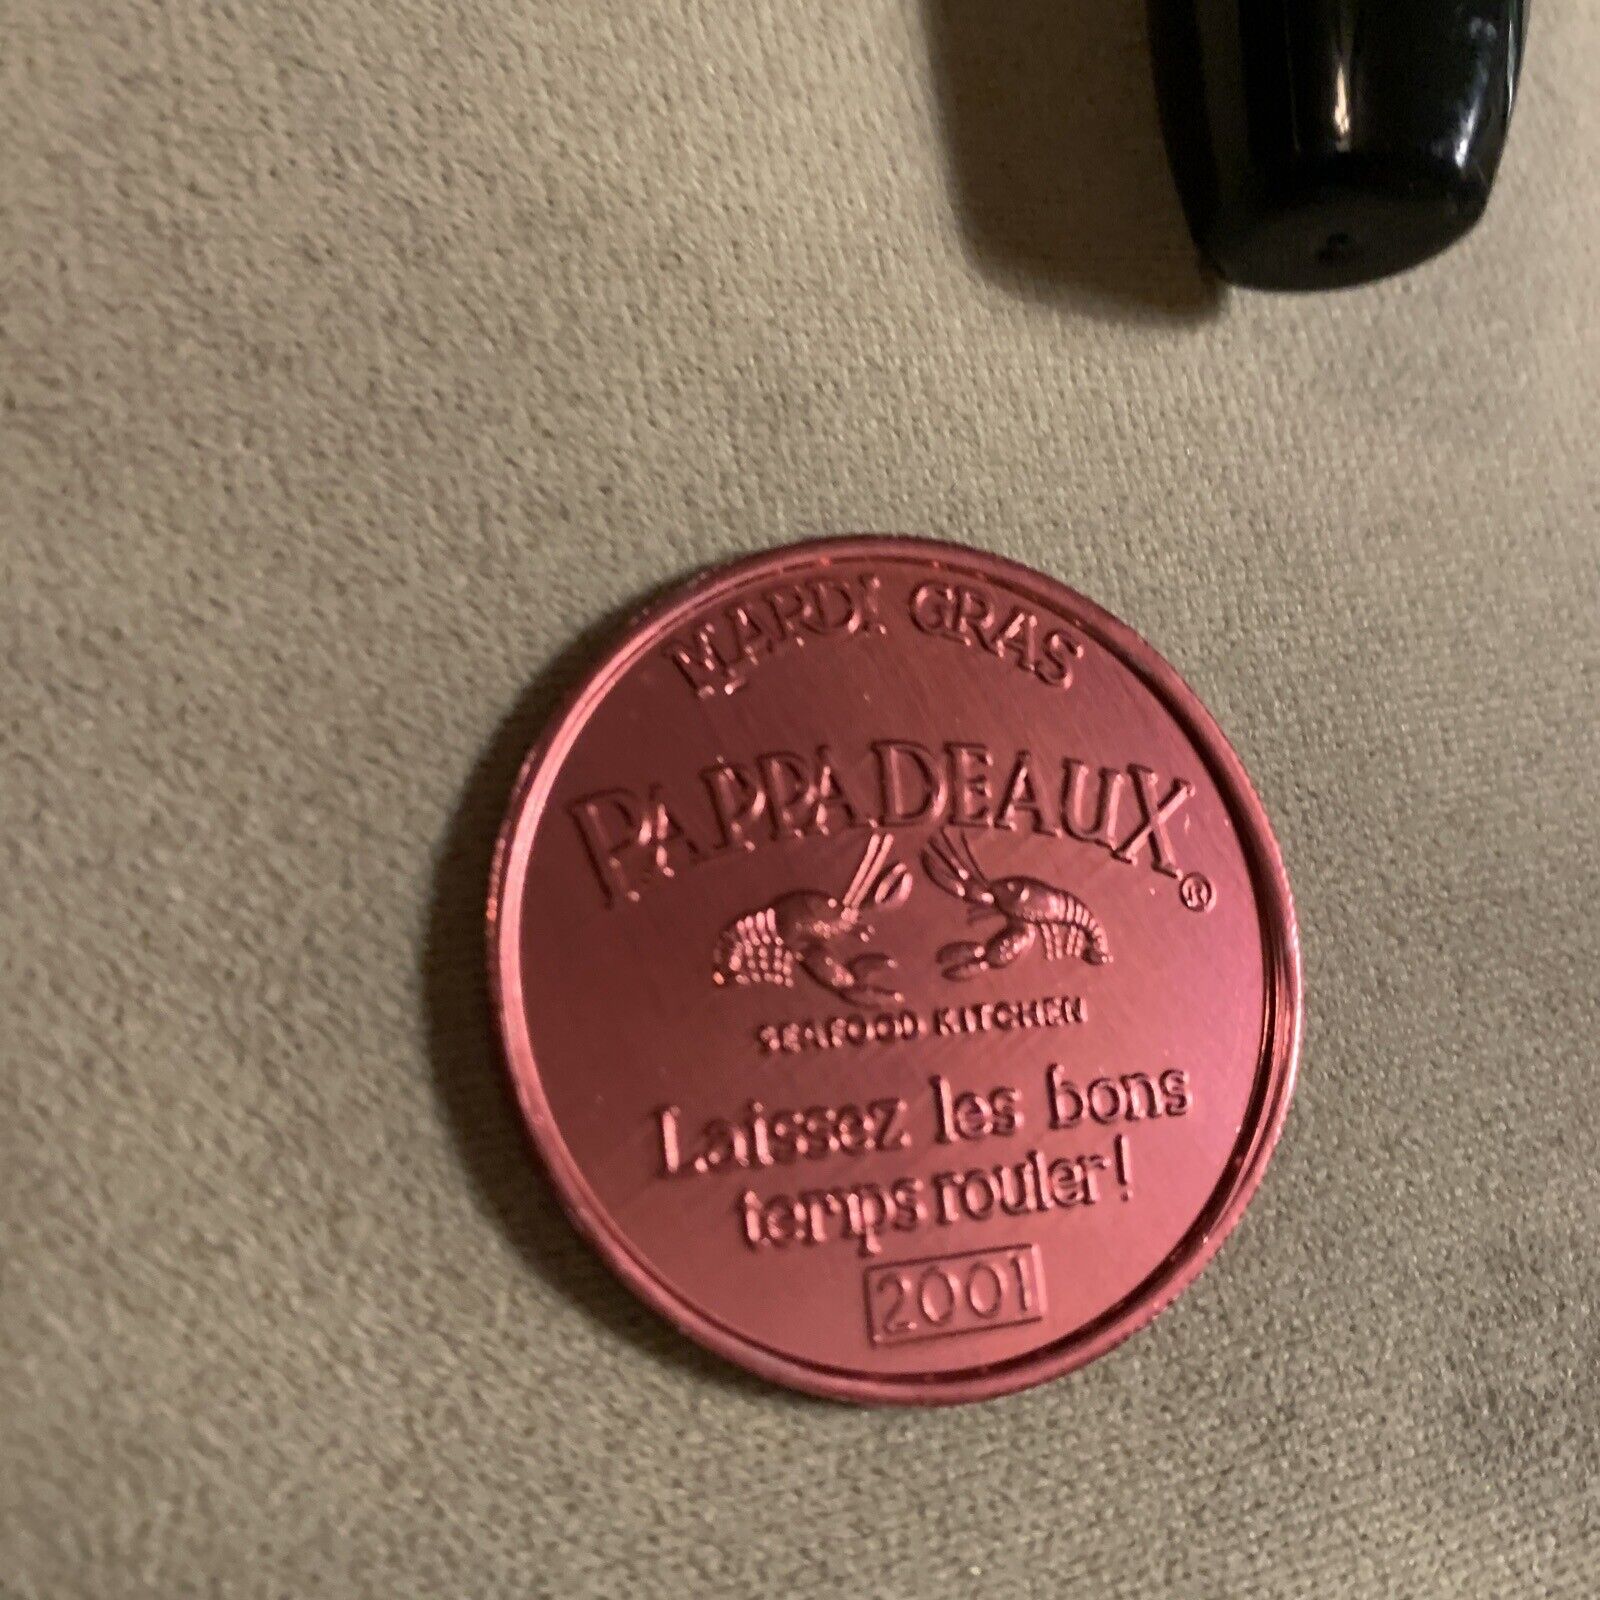 MARDI GRAS
PAPPADEAUX®
SEAFOOD KITCHEN
Laissez les bons
temps rouler!
2001